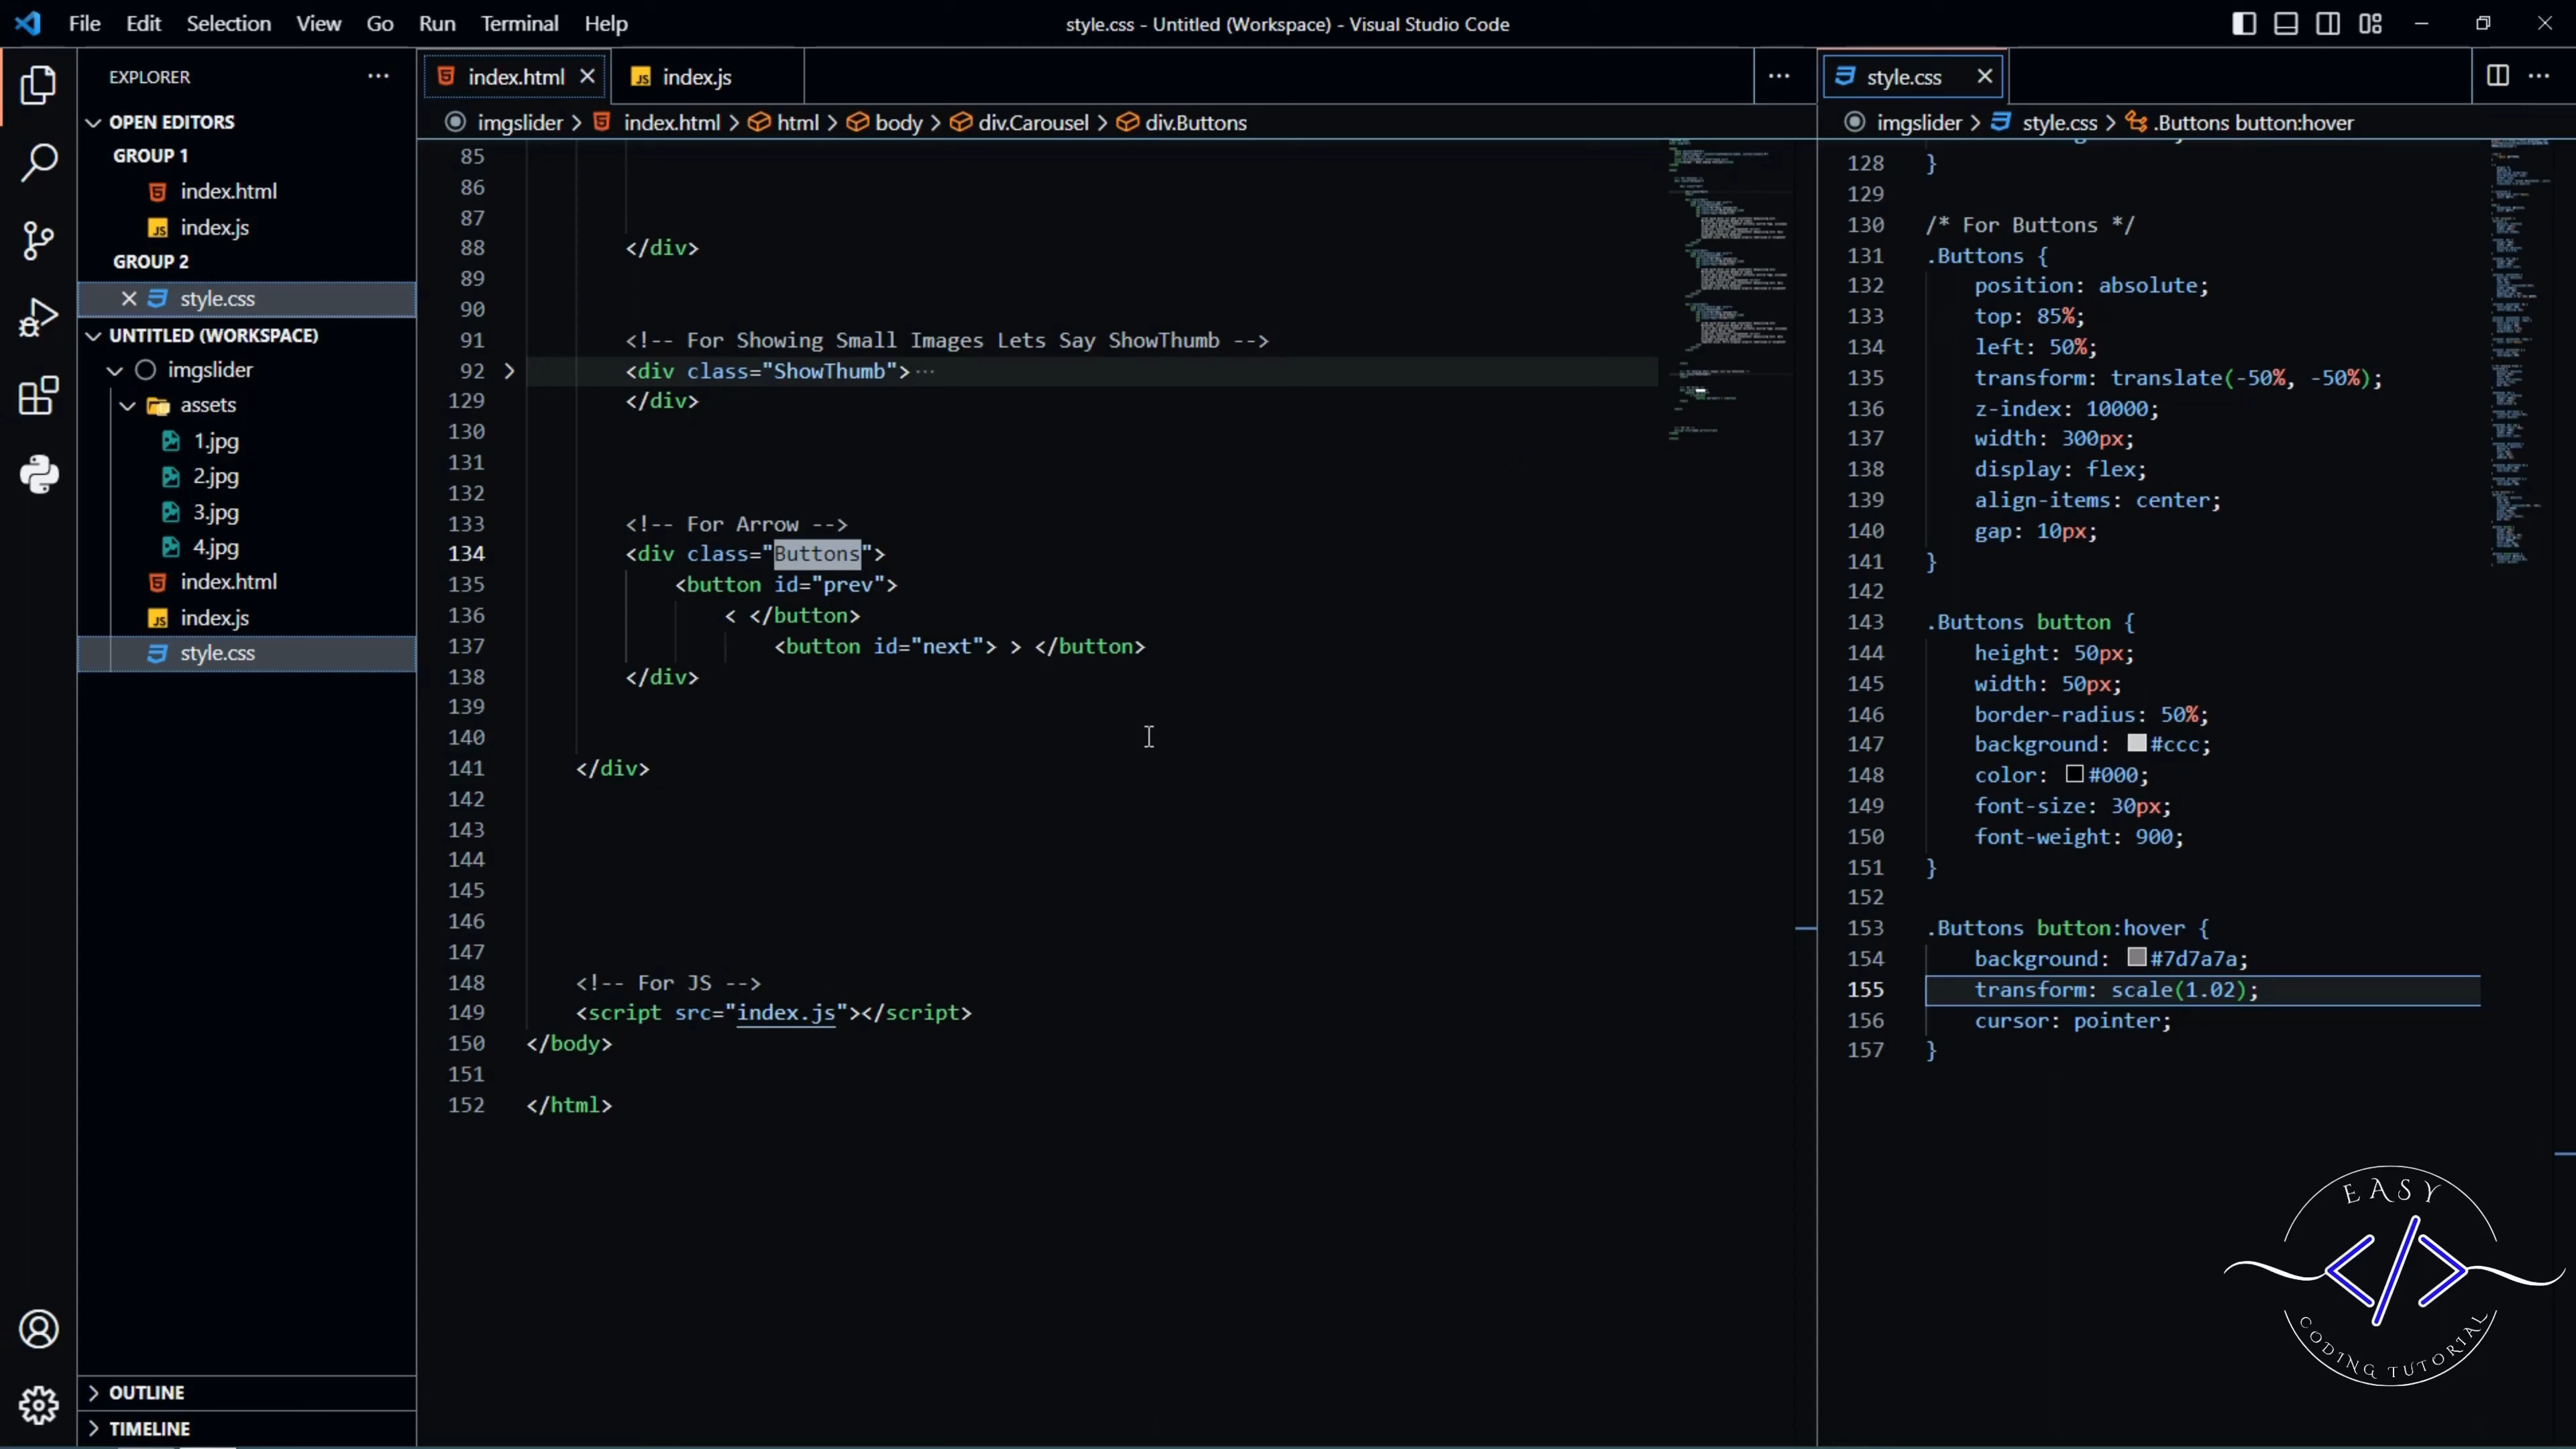 File Edit Selection View Go Run Terminal Help
style.css - Untitled (Workspace) - Visual Studio Code
EXPLORER
OPEN EDITORS
GROUP 1
index.html
index.js
GROUP 2
style.css
UNTITLED (WORKSPACE)
imgslider
assets
1.jpg
2.jpg
3.jpg
4.jpg
index.html
index.js
style.css
OUTLINE
TIMELINE
index.html index.js
imgslider > index.html > html > body > div.Carousel > div.Buttons
85
86
87
88 </div>
89
90
91 <!-- For Showing Small Images Lets Say ShowThumb -->
92 <div class="ShowThumb">...
129 </div>
130
131
132
133 <!-- For Arrow -->
134 <div class="Buttons">
135 <button id="prev">
136 < </button>
137 <button id="next"> > </button>
138 </div>
139
140
141 </div>
142
143
144
145
146
147
148 <!-- For JS -->
149 <script src="index.js"></script>
150 </body>
151
152 </html>
style.css
imgslider > style.css > .Buttons button:hover
128 }
129
130 /* For Buttons */
131 .Buttons {
132 position: absolute;
133 top: 85%;
134 left: 50%;
135 transform: translate(-50%, -50%);
136 z-index: 10000;
137 width: 300px;
138 display: flex;
139 align-items: center;
140 gap: 10px;
141 }
142
143 .Buttons button {
144 height: 50px;
145 width: 50px;
146 border-radius: 50%;
147 background: #ccc;
148 color: #000;
149 font-size: 30px;
150 font-weight: 900;
151 }
152
153 .Buttons button:hover {
154 background: #7d7a7a;
155 transform: scale(1.02);
156 cursor: pointer;
157 }
EASY
</>
CODING TUTORIAL